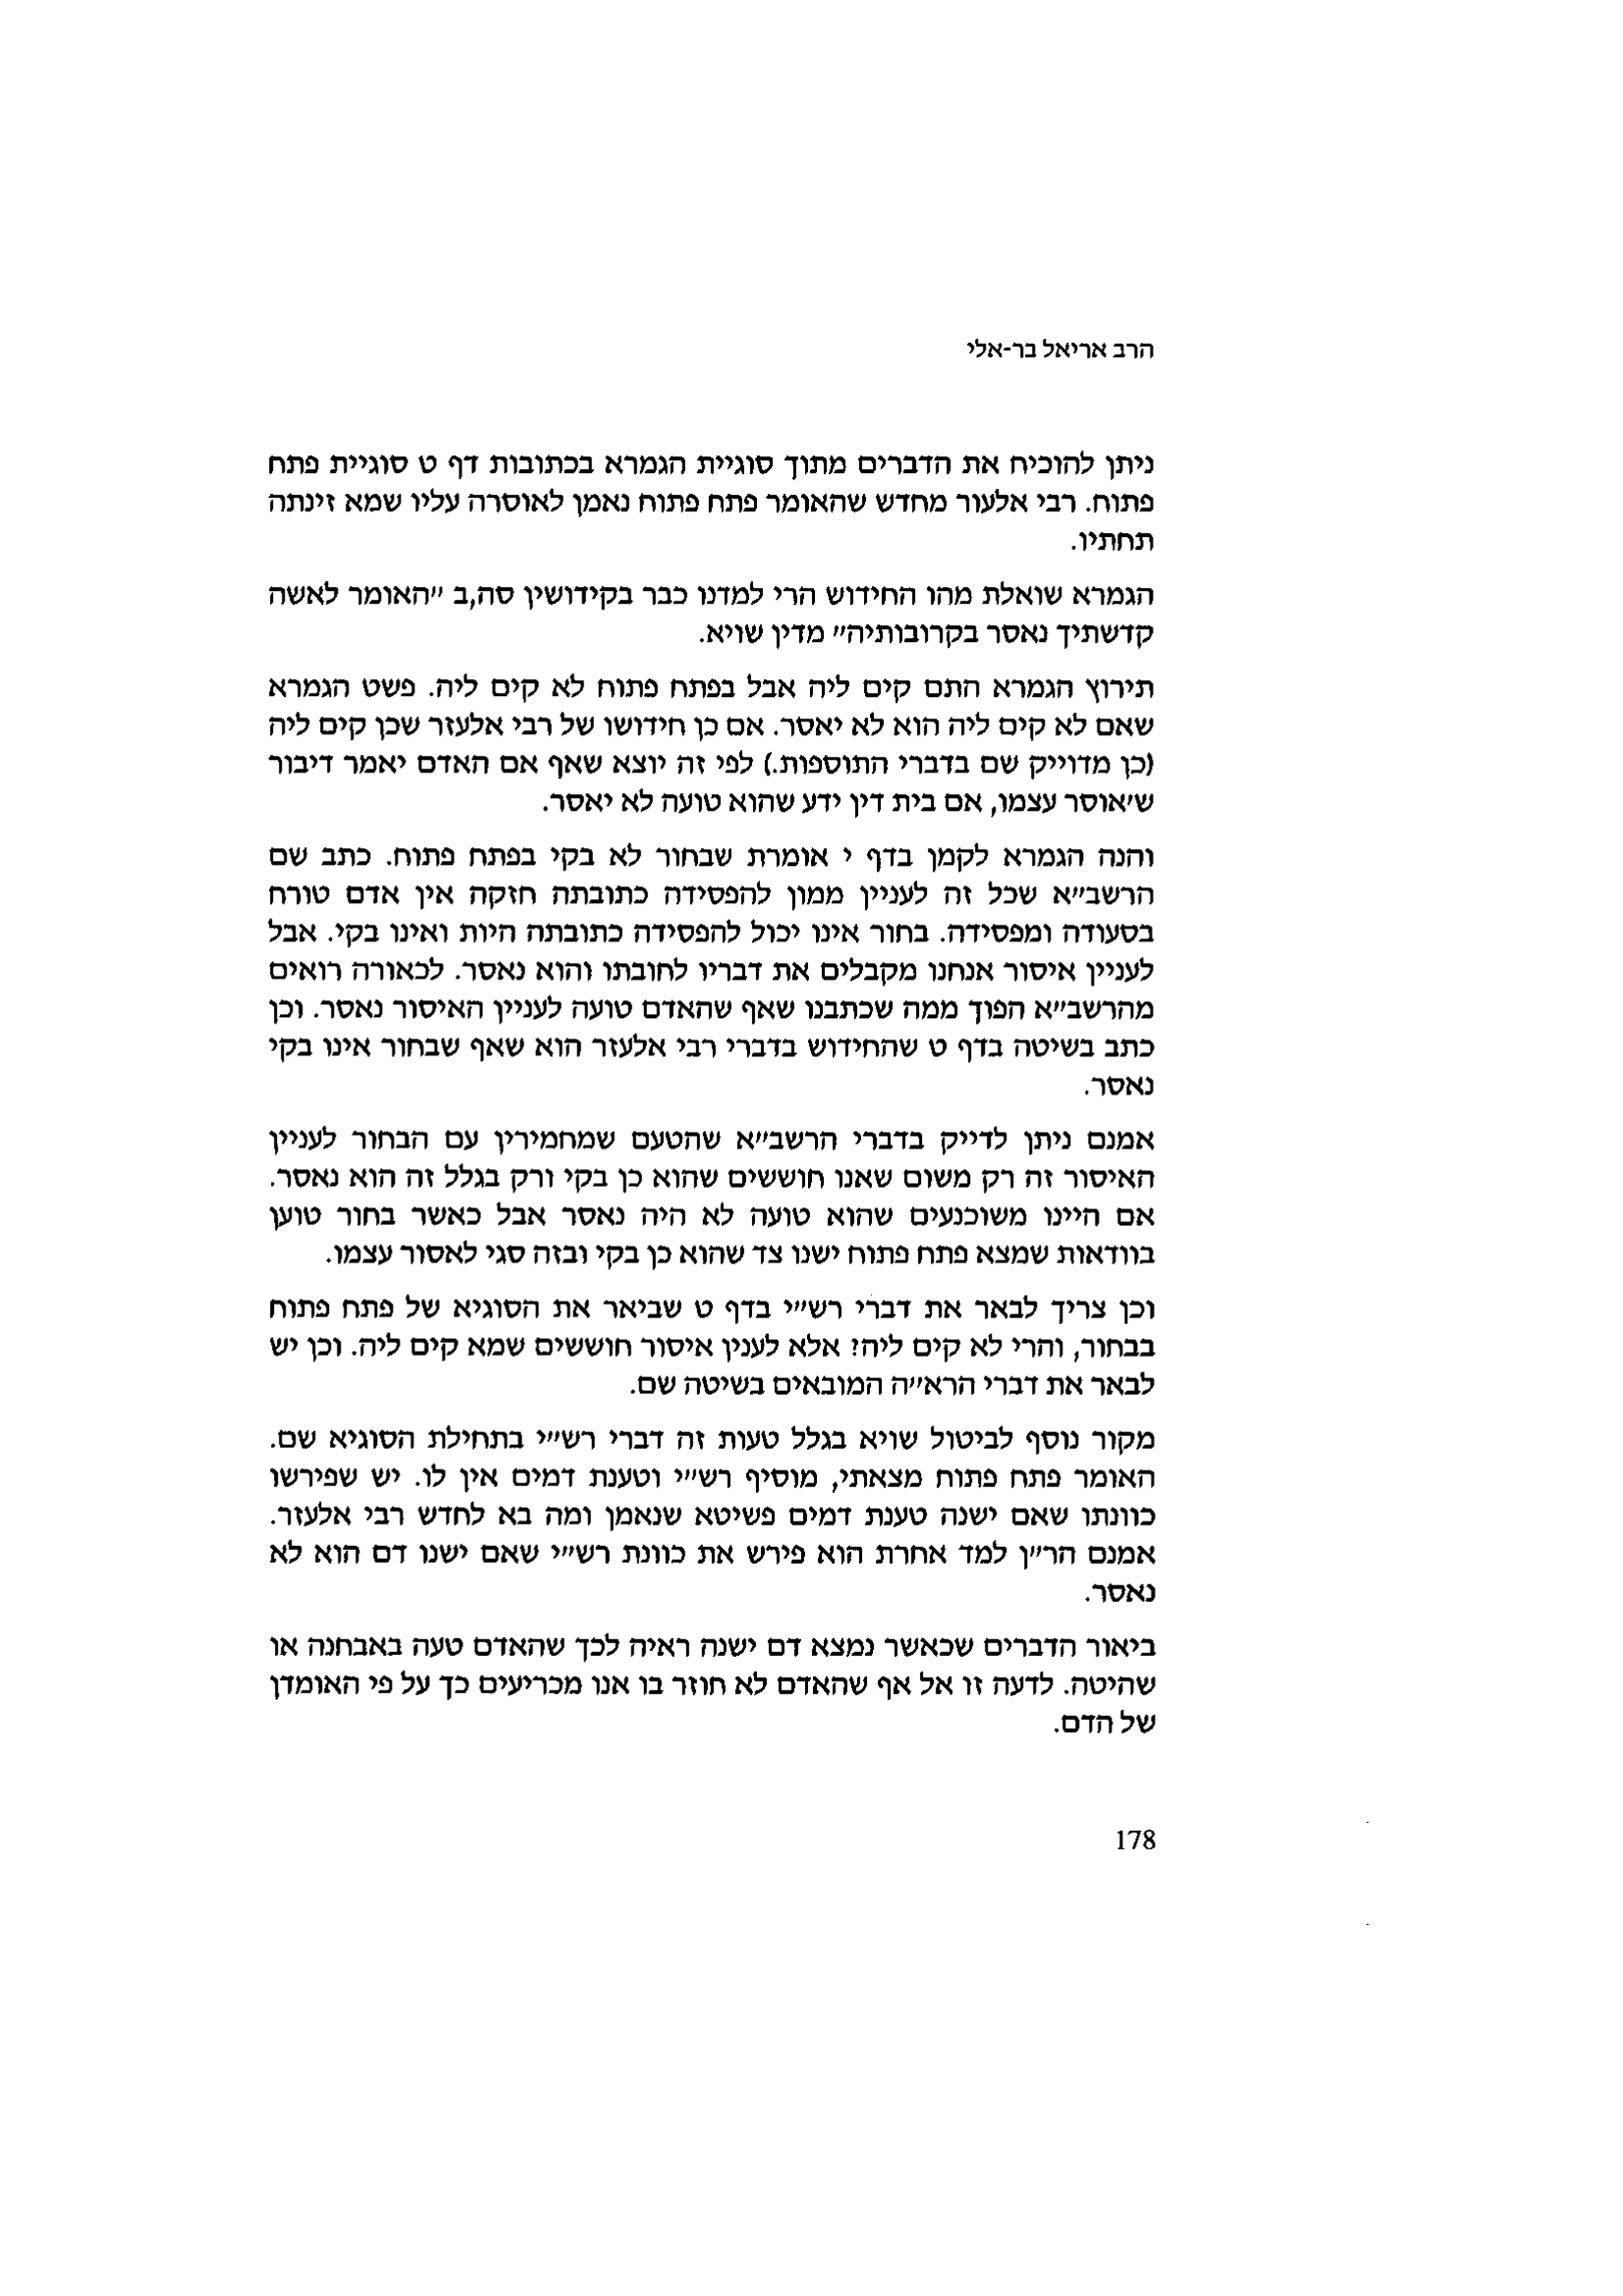 הרב אריאל בר-אלי
ניתן להוכיח את הדברים מתוך סוגיית הגמרא בכתובות דף ט סוגיית פתח
פתוח. רבי אלעור מחדש שהאומר פתח פתוח נאמן לאוסרה עליו שמא זינתה
תחתיו.
הגמרא שואלת מהו החידוש הרי למדנו כבר בקידושין סה,ב "האומר לאשה
קדשתיך נאסר בקרובותיה" מדין שויא.
תירוץ הגמרא התם קים ליה אבל בפתח פתוח לא קים ליה. פשט הגמרא
שאם לא קים ליה הוא לא יאסר. אם כן חידושו של רבי אלעזר שכן קים ליה
(כן מדוייק שם בדברי התוספות.) לפי זה יוצא שאף אם האדם יאמר דיבור
ש'אוסר עצמו, אם בית דין ידע שהוא טועה לא יאסר.
והנה הגמרא לקמן בדף י אומרת שבחור לא בקי בפתח פתוח. כתב שם
הרשב"א שכל זה לעניין ממון להפסידה כתובתה חזקה אין אדם טורח
בסעודה ומפסידה. בחור אינו יכול להפסידה כתובתה היות ואינו בקי. אבל
לעניין איסור אנחנו מקבלים את דבריו לחובתו והוא נאסר. לכאורה רואים
מהרשב"א הפוך ממה שכתבנו שאף שהאדם טועה לעניין האיסור נאסר. וכן
כתב בשיטה בדף ט שהחידוש בדברי רבי אלעזר הוא שאף שבחור אינו בקי
נאסר.
אמנם ניתן לדייק בדברי הרשב"א שהטעם שמחמירין עם הבחור לעניין
האיסור זה רק משום שאנו חוששים שהוא כן בקי ורק בגלל זה הוא נאסר.
אם היינו משוכנעים שהוא טועה לא היה נאסר אבל כאשר בחור טוען
בוודאות שמצא פתח פתוח ישנו צד שהוא כן בקי ובזה סגי לאסור עצמו.
וכן צריך לבאר את דברי רש"י בדף ט שביאר את הסוגיא של פתח פתוח
בבחור, והרי לא קים ליה? אלא לענין איסור חוששים שמא קים ליה. וכן יש
לבאר את דברי הרא"ה המובאים בשיטה שם.
מקור נוסף לביטול שויא בגלל טעות זה דברי רש"י בתחילת הסוגיא שם.
האומר פתח פתוח מצאתי, מוסיף רש"י וטענת דמים אין לו. יש שפירשו
כוונתו שאם ישנה טענת דמים פשיטא שנאמן ומה בא לחדש רבי אלעזר.
אמנם הר"ן למד אחרת הוא פירש את כוונת רש"י שאם ישנו דם הוא לא
נאסר.
ביאור הדברים שכאשר נמצא דם ישנה ראיה לכך שהאדם טעה באבחנה או
שהיטה. לדעה זו אל אף שהאדם לא חוזר בו אנו מכריעים כך על פי האומדן
של הדם.
178